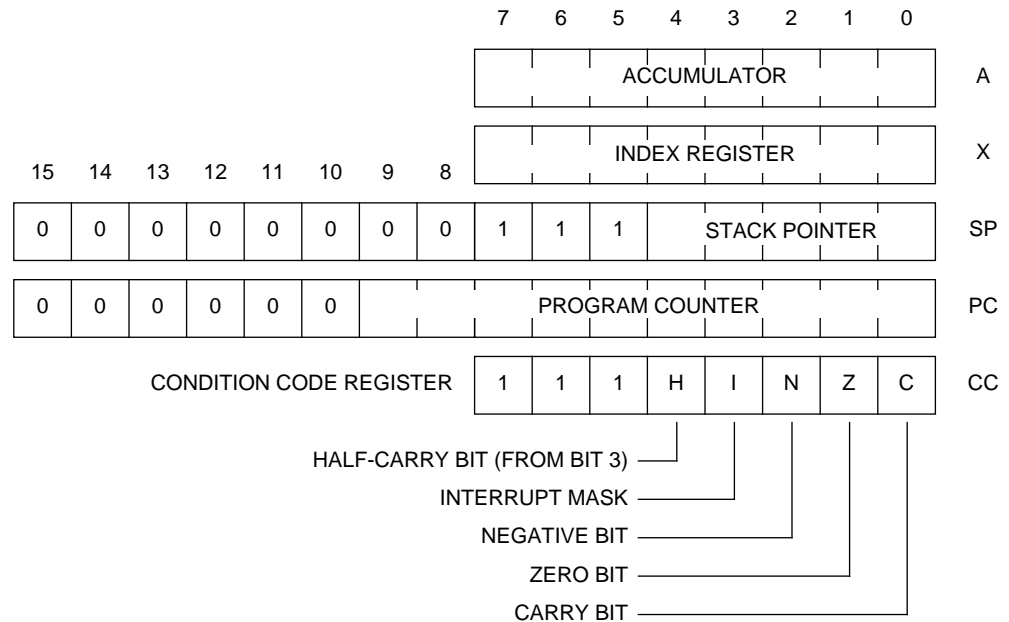 7 6 5 4 3 2 1 0
ACCUMULATOR A
INDEX REGISTER X
15 14 13 12 11 10 9 8
0 0 0 0 0 0 0 0 1 1 1 STACK POINTER SP
0 0 0 0 0 0 PROGRAM COUNTER PC
CONDITION CODE REGISTER 1 1 1 H I N Z C CC
HALF-CARRY BIT (FROM BIT 3)
INTERRUPT MASK
NEGATIVE BIT
ZERO BIT
CARRY BIT